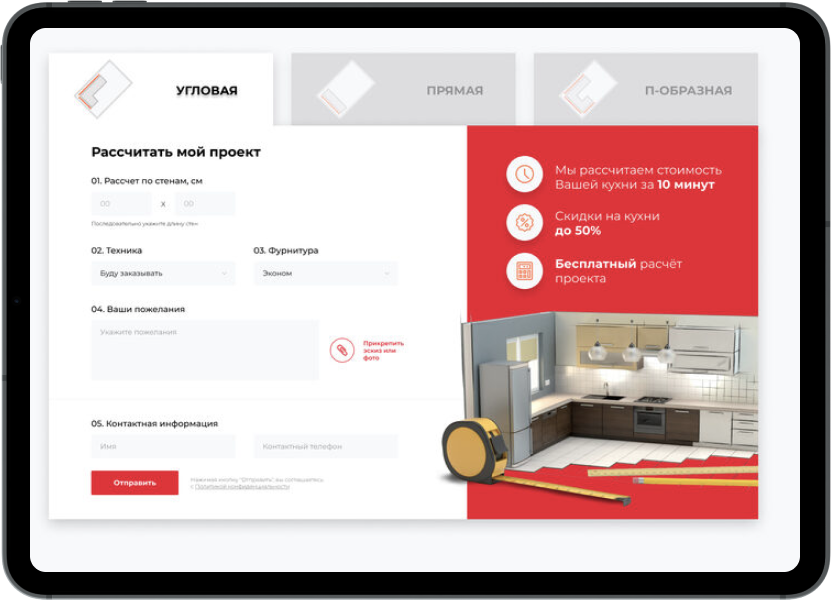 УГЛОВАЯ
ПРЯМАЯ
П-ОБРАЗНАЯ
Рассчитать мой проект
01. Рассчет по стенам, см
00
X
00
Последовательно укажите длину стен
02. Техника
03. Фурнитура
Буду заказывать
Эконом
04. Ваши пожелания
Укажите пожелания
Прикрепить
эскиз или
фото
05. Контактная информация
Имя
Контактный телефон
Отправить
Нажимая кнопку "Отправить", вы соглашаетесь
с Политикой конфиденциальности
Мы рассчитаем стоимость
Вашей кухни за 10 минут
Скидки на кухни
до 50%
Бесплатный расчёт
проекта